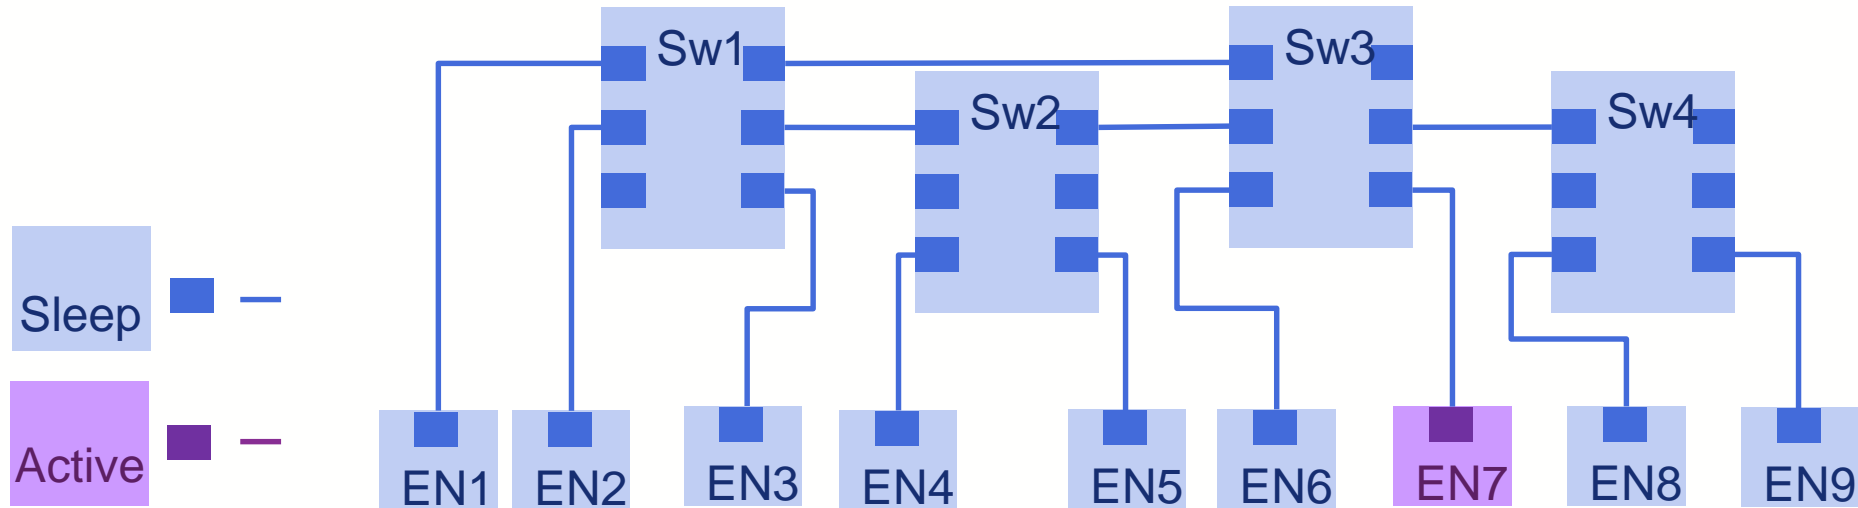 Sw1
Sw3
Sw2
Sw4
Sleep
Active
EN1
EN2
EN3
EN4
EN5
EN6
EN7
EN8
EN9